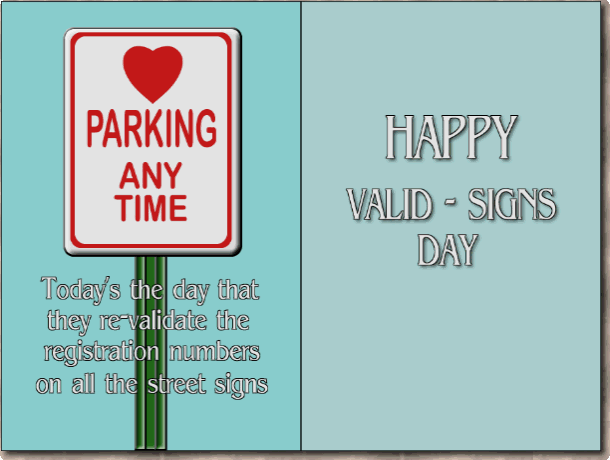 PARKING
ANY
TIME
Today's the day that
they re-validate the
registration numbers
on all the street signs
HAPPY
VALID - SIGNS
DAY